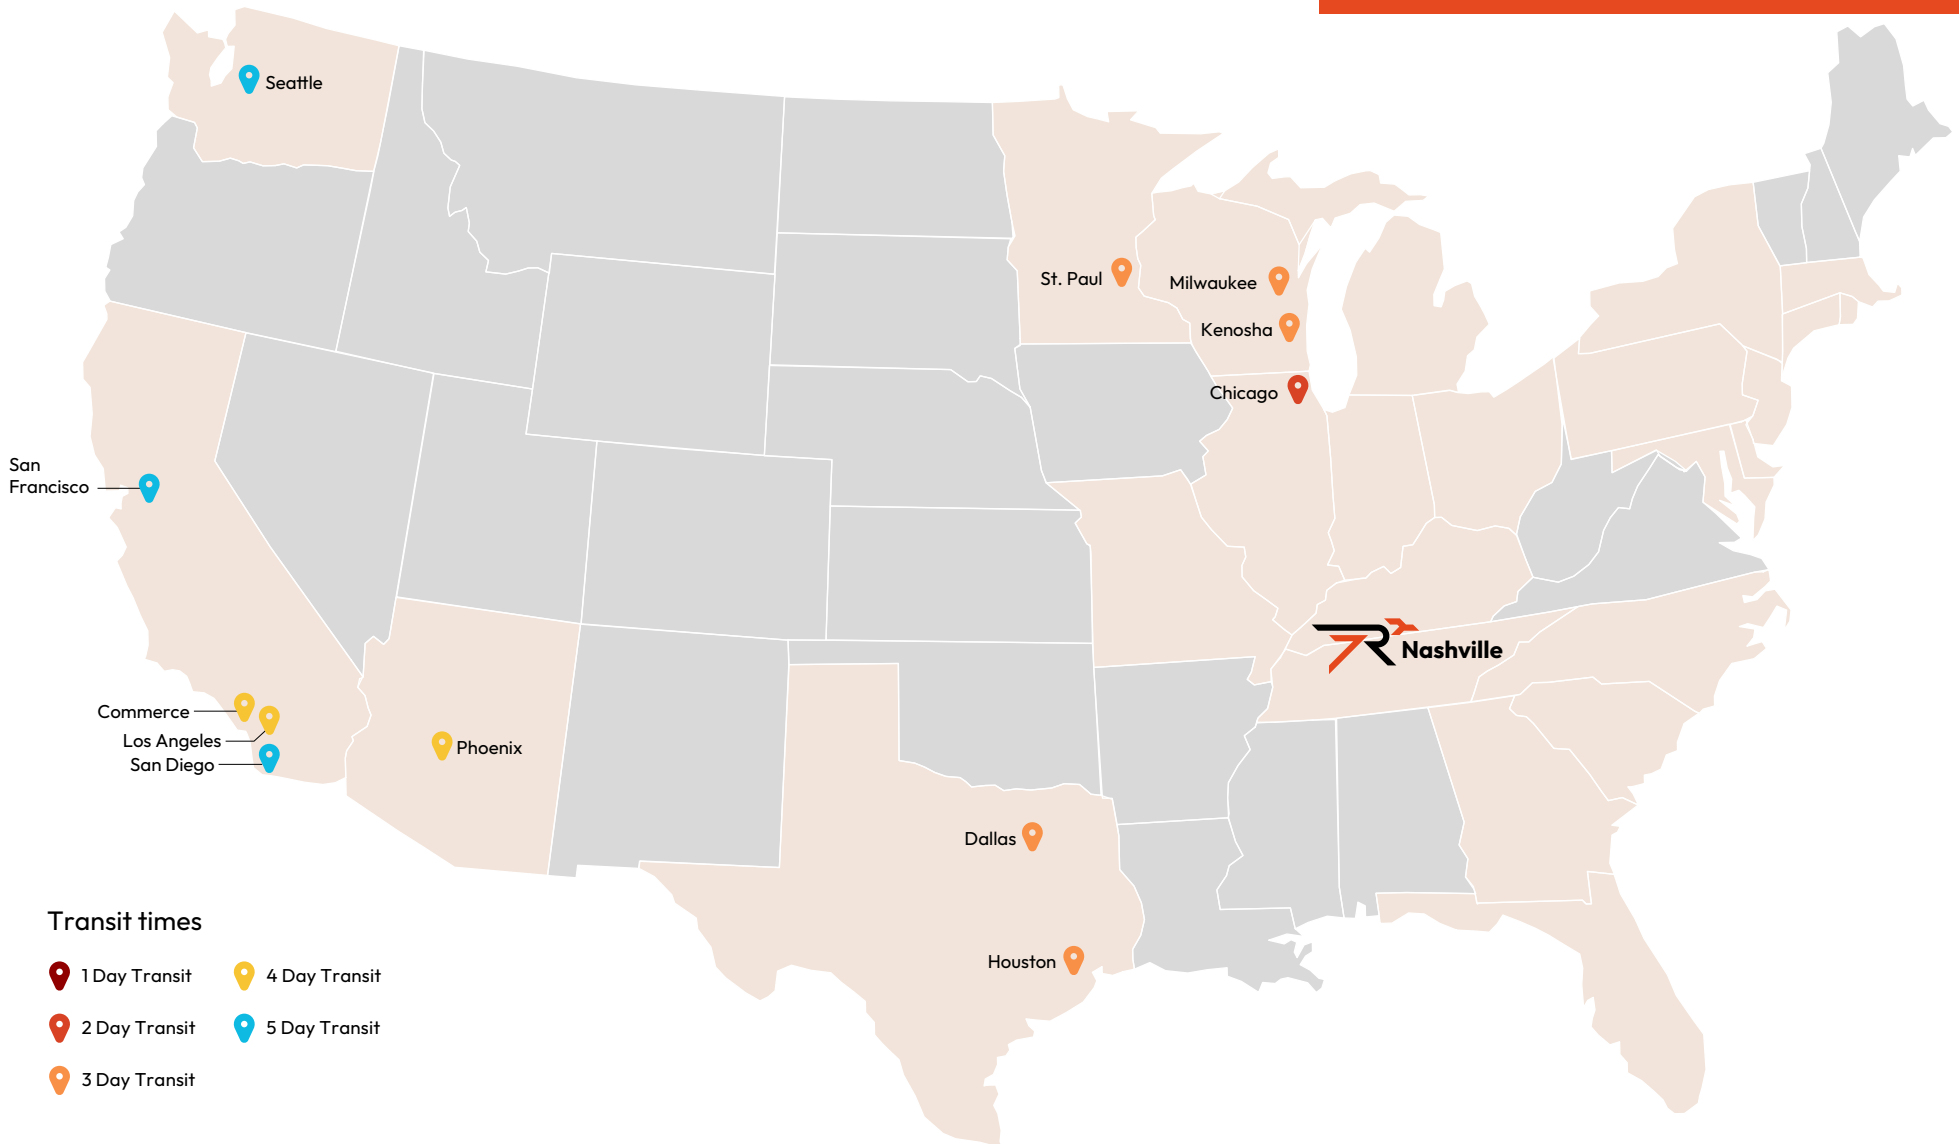 Seattle
St. Paul
Milwaukee
Kenosha
Chicago
San
Francisco
Nashville
Commerce
Los Angeles
San Diego
Phoenix
Dallas
Houston
Transit times
1 Day Transit
4 Day Transit
2 Day Transit
5 Day Transit
3 Day Transit